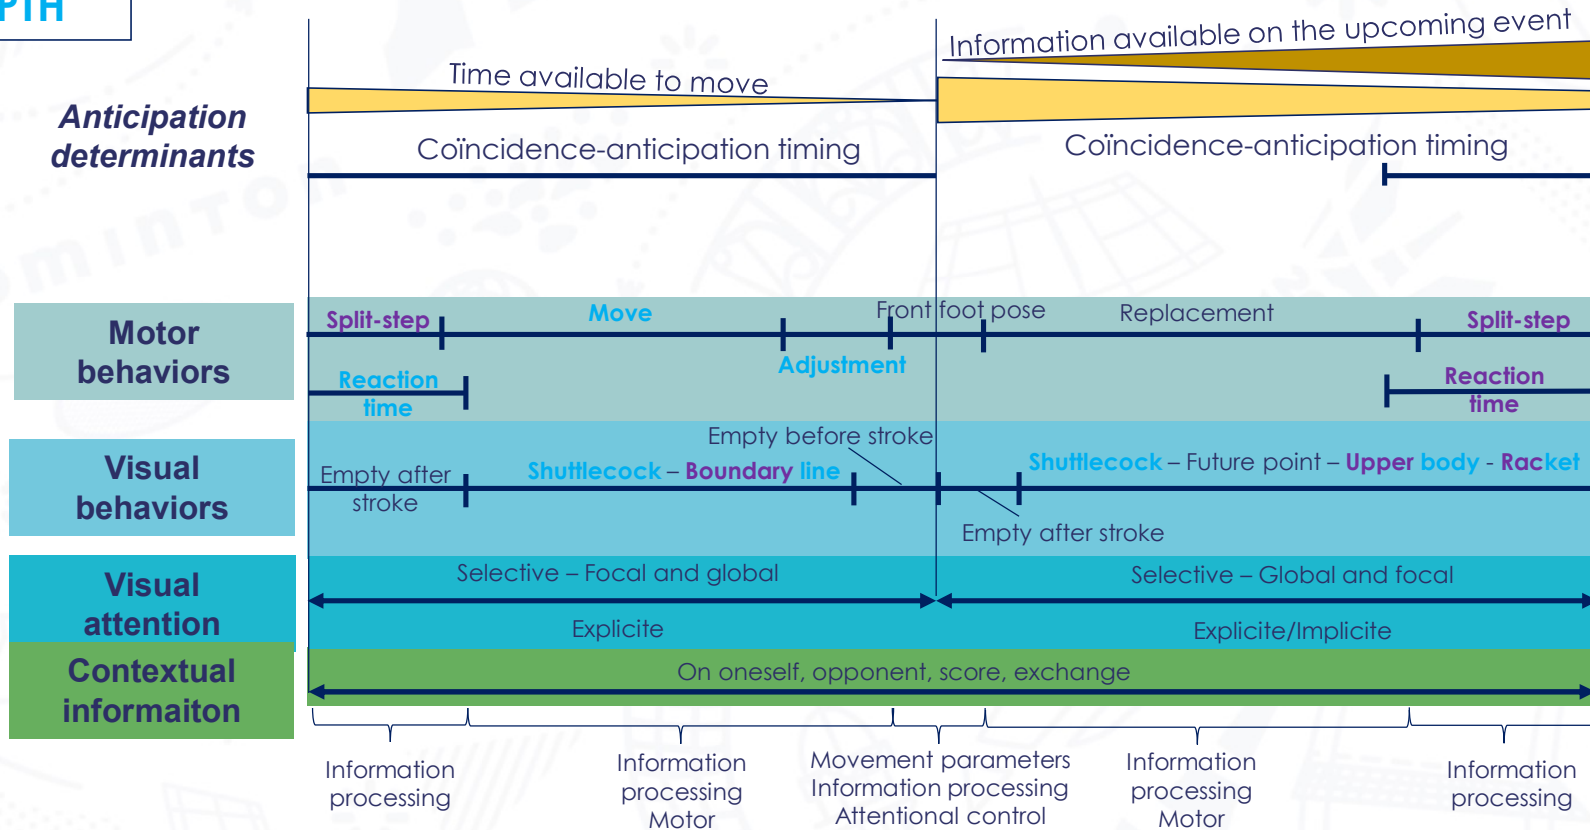 PTH
Information available on the upcoming event
Time available to move
Anticipation
determinants
Coïncidence-anticipation timing
Coïncidence-anticipation timing
Motor
behaviors
Split-step
Move
Front foot pose
Replacement
Split-step
Adjustment
Reaction
time
Reaction
time
Visual
behaviors
Empty before stroke
Empty after
stroke
Shuttlecock – Boundary line
Shuttlecock – Future point – Upper body - Racket
Empty after stroke
Visual
attention
Selective – Focal and global
Selective – Global and focal
Explicite
Explicite/Implicite
Contextual
informaiton
On oneself, opponent, score, exchange
Information
processing
Information
processing
Motor
Movement parameters
Information processing
Attentional control
Information
processing
Motor
Information
processing
OMINTON